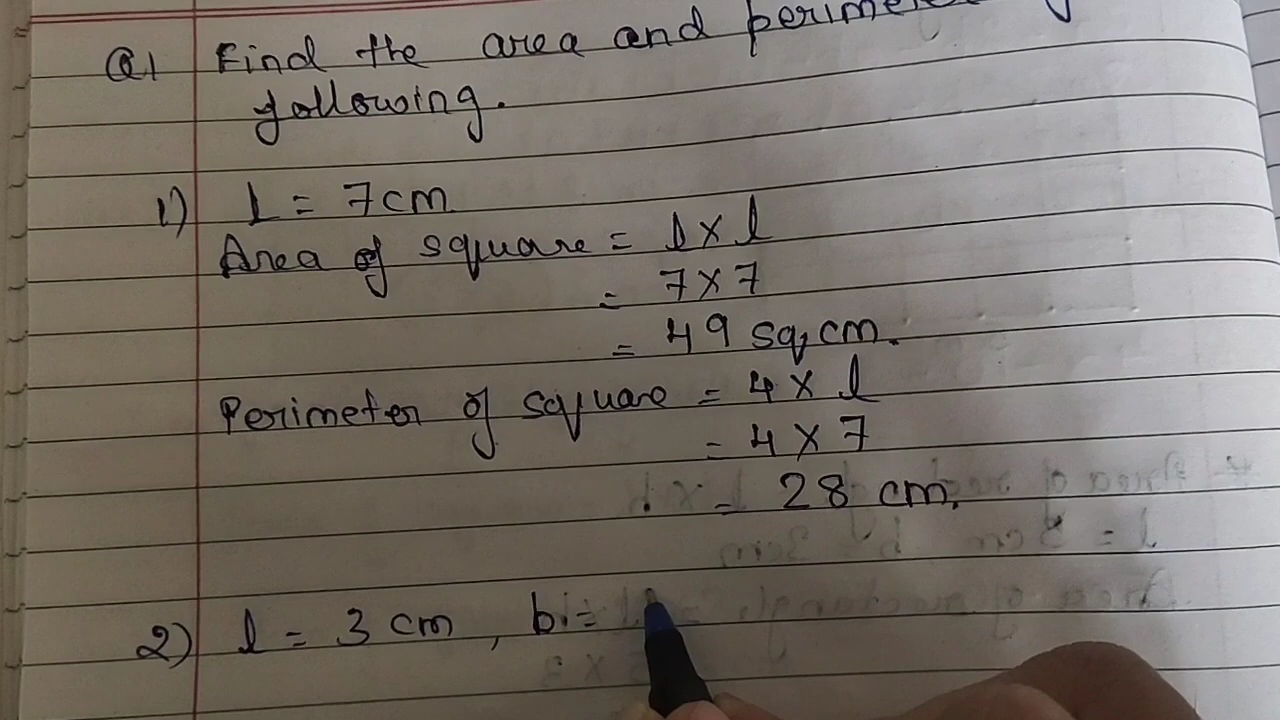 Q1 Find the area and perimeter
following.
1) l = 7cm
Area of square = l × l
= 7 × 7
= 49 sq cm.
Perimeter of square = 4 × l
= 4 × 7
= 28 cm.
2) l = 3 cm, b =